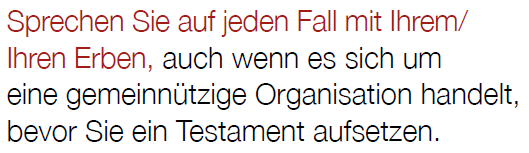 Sprechen Sie auf jeden Fall mit Ihrem/
Ihren Erben, auch wenn es sich um
eine gemeinnützige Organisation handelt,
bevor Sie ein Testament aufsetzen.